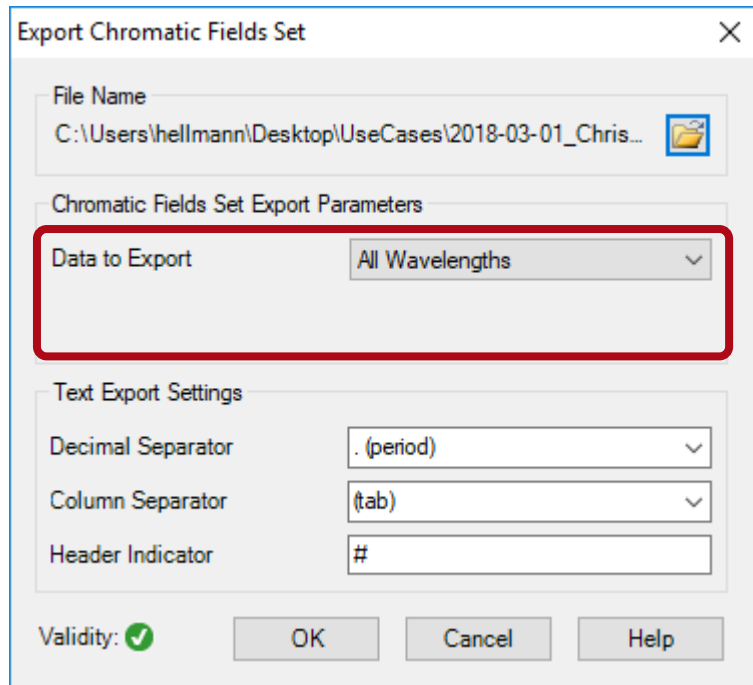 Export Chromatic Fields Set
File Name
C:\Users\hellmann\Desktop\UseCases\2018-03-01_Chris...
Chromatic Fields Set Export Parameters
Data to Export All Wavelengths
Text Export Settings
Decimal Separator . (period)
Column Separator (tab)
Header Indicator #
Validity: OK Cancel Help